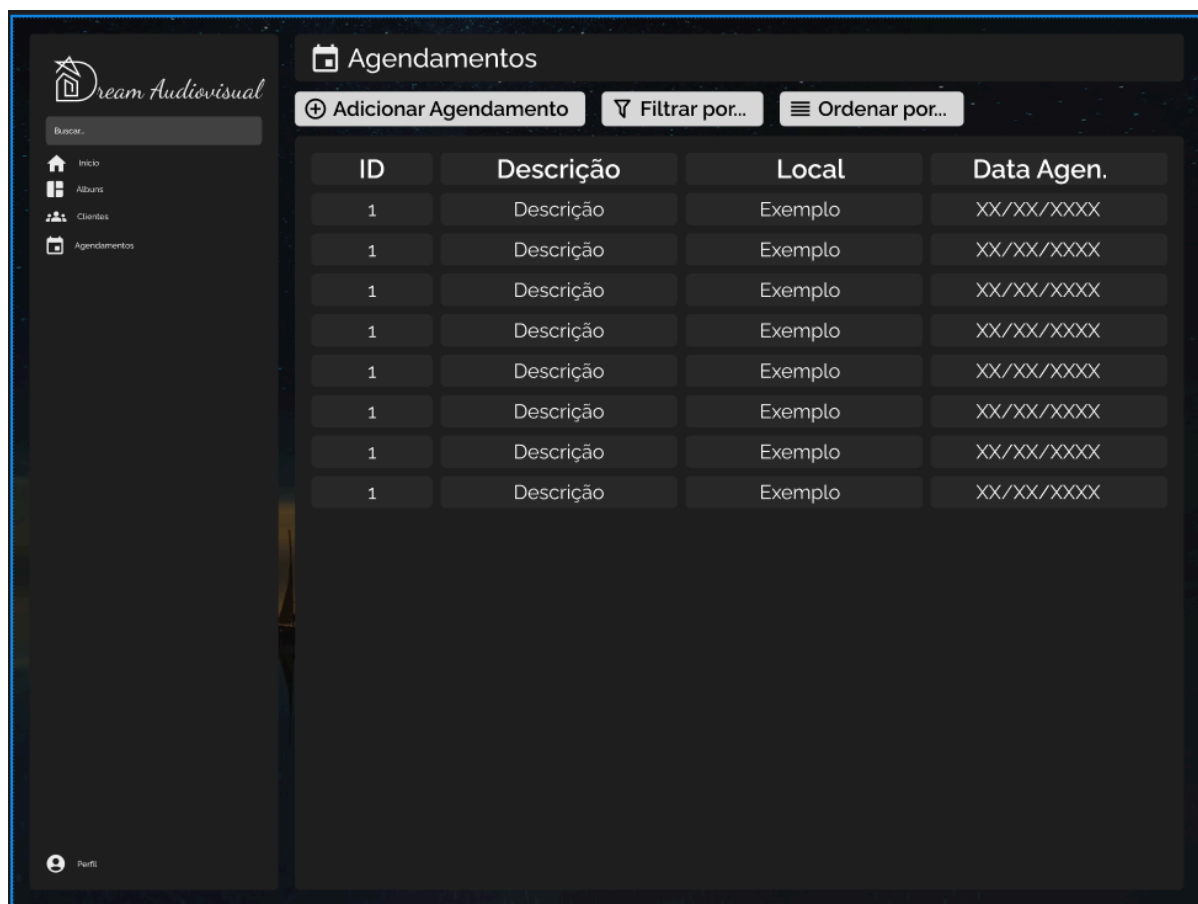 Dream Audiovisual
Buscar..
Inicio
Albuns
Clientes
Agendamentos
Perfil
Agendamentos
Adicionar Agendamento Filtrar por... Ordenar por...
ID Descrição Local Data Agen.
1 Descrição Exemplo XX/XX/XXXX
1 Descrição Exemplo XX/XX/XXXX
1 Descrição Exemplo XX/XX/XXXX
1 Descrição Exemplo XX/XX/XXXX
1 Descrição Exemplo XX/XX/XXXX
1 Descrição Exemplo XX/XX/XXXX
1 Descrição Exemplo XX/XX/XXXX
1 Descrição Exemplo XX/XX/XXXX